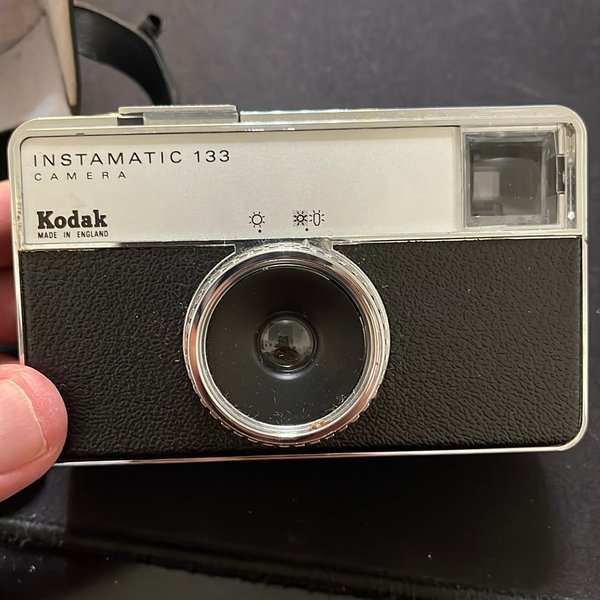 INSTAMATIC 133
CAMERA
Kodak
MADE IN ENGLAND